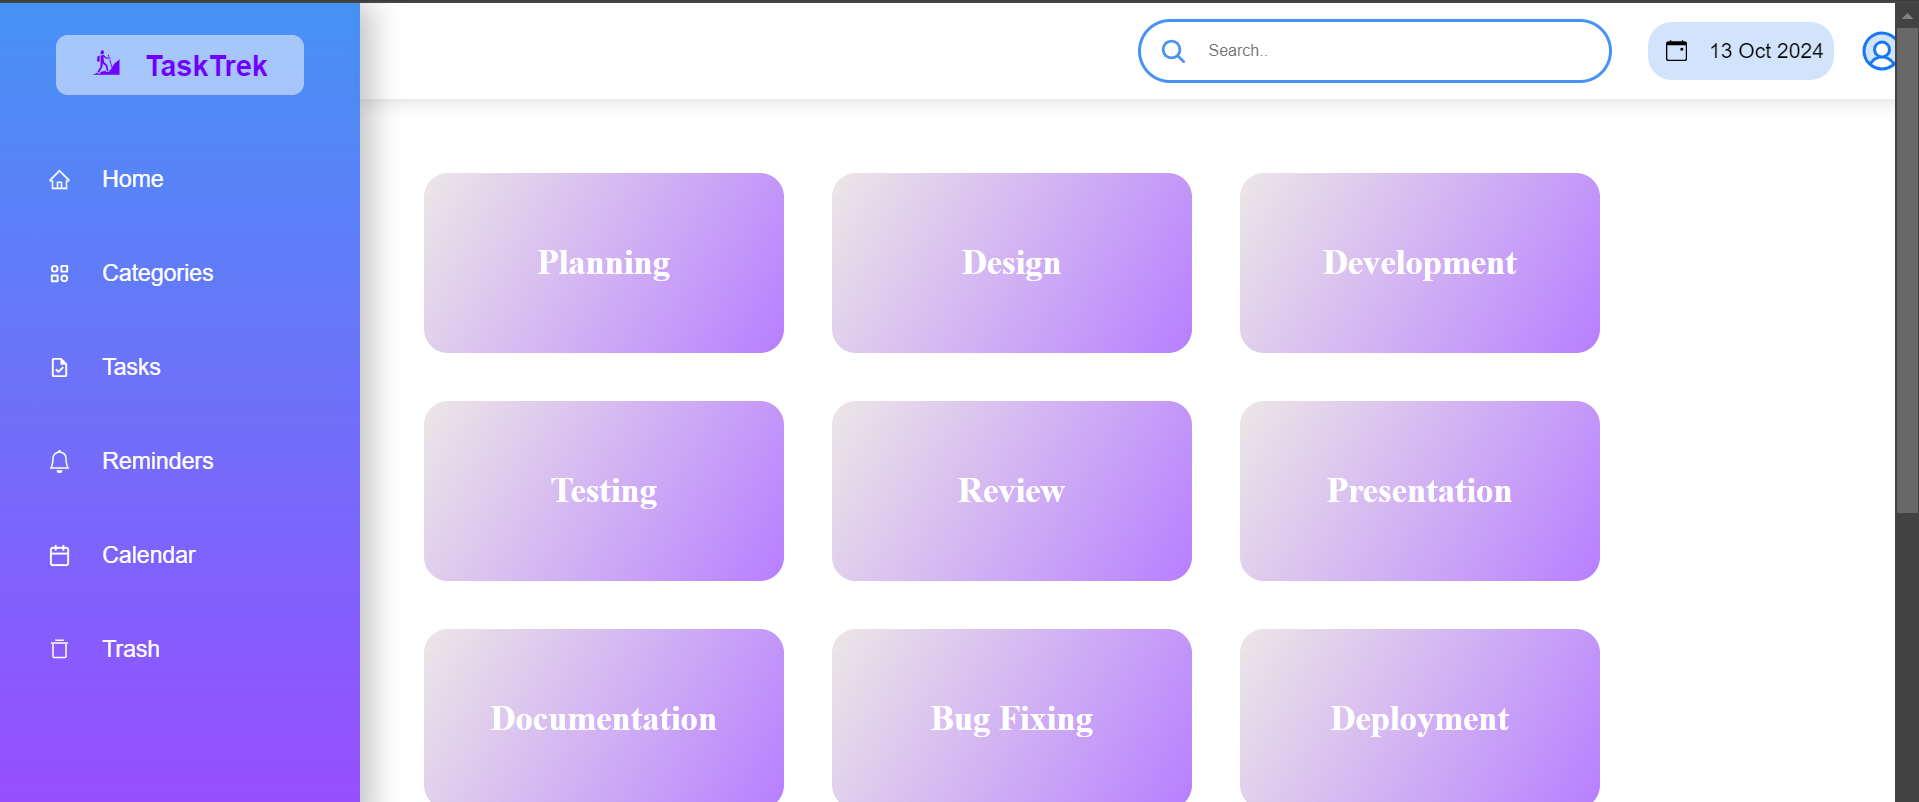 TaskTrek
Search..
13 Oct 2024
Home
Categories
Tasks
Reminders
Calendar
Trash
Planning
Design
Development
Testing
Review
Presentation
Documentation
Bug Fixing
Deployment